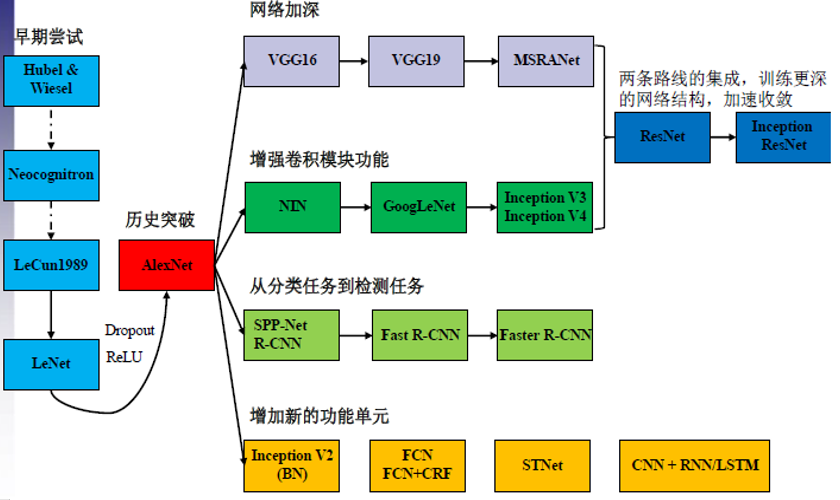 早期尝试
Hubel &
Wiesel
Neocognitron
LeCun1989
LeNet
Dropout
ReLU
历史突破
AlexNet
网络加深
VGG16
VGG19
MSRANet
增强卷积模块功能
NIN
GoogLeNet
Inception V3
Inception V4
两条路线的集成，训练更深
的网络结构，加速收敛
ResNet
Inception
ResNet
从分类任务到检测任务
SPP-Net
R-CNN
Fast R-CNN
Faster R-CNN
增加新的功能单元
Inception V2
(BN)
FCN
FCN+CRF
STNet
CNN + RNN/LSTM